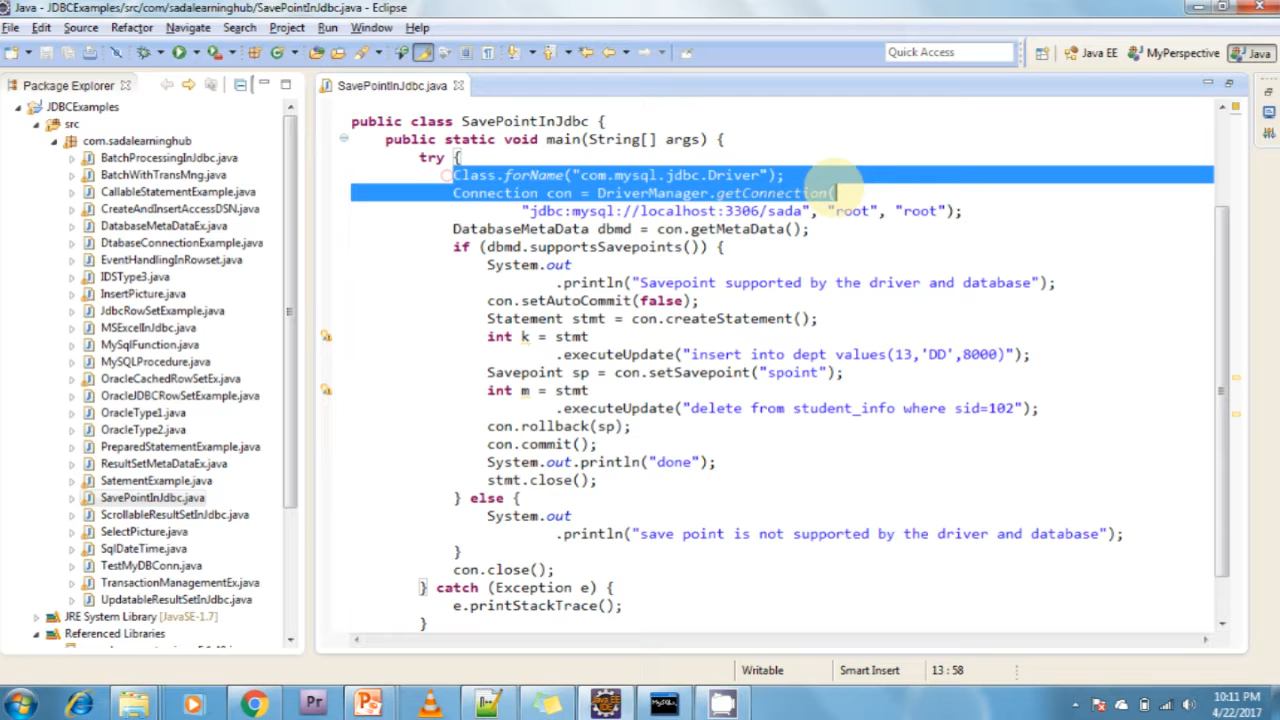 Java - JDBCExamples/src/com/sadalearninghub/SavePointInJdbc.java - Eclipse
File Edit Source Refactor Navigate Search Project Run Window Help
Quick Access
Java EE
MyPerspective
Java
Package Explorer
SavePointInJdbc.java
JDBCExamples
src
com.sadalearninghub
BatchProcessingInJdbc.java
BatchWithTransMng.java
CallableStatementExample.java
CreateAndInsertAccessDSN.java
DatabaseMetaDataEx.java
DtabaseConnectionExample.java
EventHandlingInRowset.java
IDSType3.java
InsertPicture.java
JdbcRowSetExample.java
MSExcelInJdbc.java
MySqlFunction.java
MySQLProcedure.java
OracleCachedRowSetEx.java
OracleJDBCRowSetExample.java
OracleType1.java
OracleType2.java
PreparedStatementExample.java
ResultSetMetaDataEx.java
SatementExample.java
SavePointInJdbc.java
ScrollableResultSetInJdbc.java
SelectPicture.java
SqlDateTime.java
TestMyDBConn.java
TransactionManagementEx.java
UpdatableResultSetInJdbc.java
JRE System Library [JavaSE-1.7]
Referenced Libraries
public class SavePointInJdbc {
public static void main(String[] args) {
try {
Class.forName("com.mysql.jdbc.Driver");
Connection con = DriverManager.getConnection(
"jdbc:mysql://localhost:3306/sada", "root", "root");
DatabaseMetaData dbmd = con.getMetaData();
if (dbmd.supportsSavepoints()) {
System.out
.println("Savepoint supported by the driver and database");
con.setAutoCommit(false);
Statement stmt = con.createStatement();
int k = stmt
.executeUpdate("insert into dept values(13,'DD',8000)");
Savepoint sp = con.setSavepoint("spoint");
int m = stmt
.executeUpdate("delete from student_info where sid=102");
con.rollback(sp);
con.commit();
System.out.println("done");
stmt.close();
} else {
System.out
.println("save point is not supported by the driver and database");
}
con.close();
} catch (Exception e) {
e.printStackTrace();
}
Writable
Smart Insert
13 : 58
10:11 PM
4/22/2017